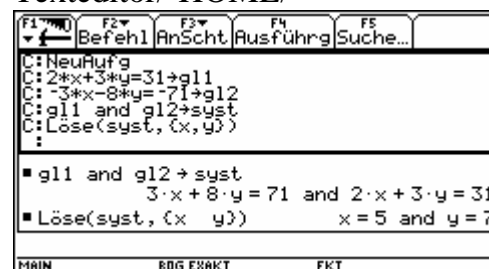 Texteditor/ HOME/
F1 F2 F3 F4 F5
Befehl AnScht Ausführg Suche…
C:NeuAufg
C:2*x+3*y=31→gl1
C:-3*x-8*y=-71→gl2
C:gl1 and gl2→syst
C:Löse(syst,{x,y})
:
▪gl1 and gl2 → syst
3·x + 8·y = 71 and 2·x + 3·y = 31
▪Löse(syst,{x y}) x = 5 and y = 7
MAIN BOG EXAKT FKT